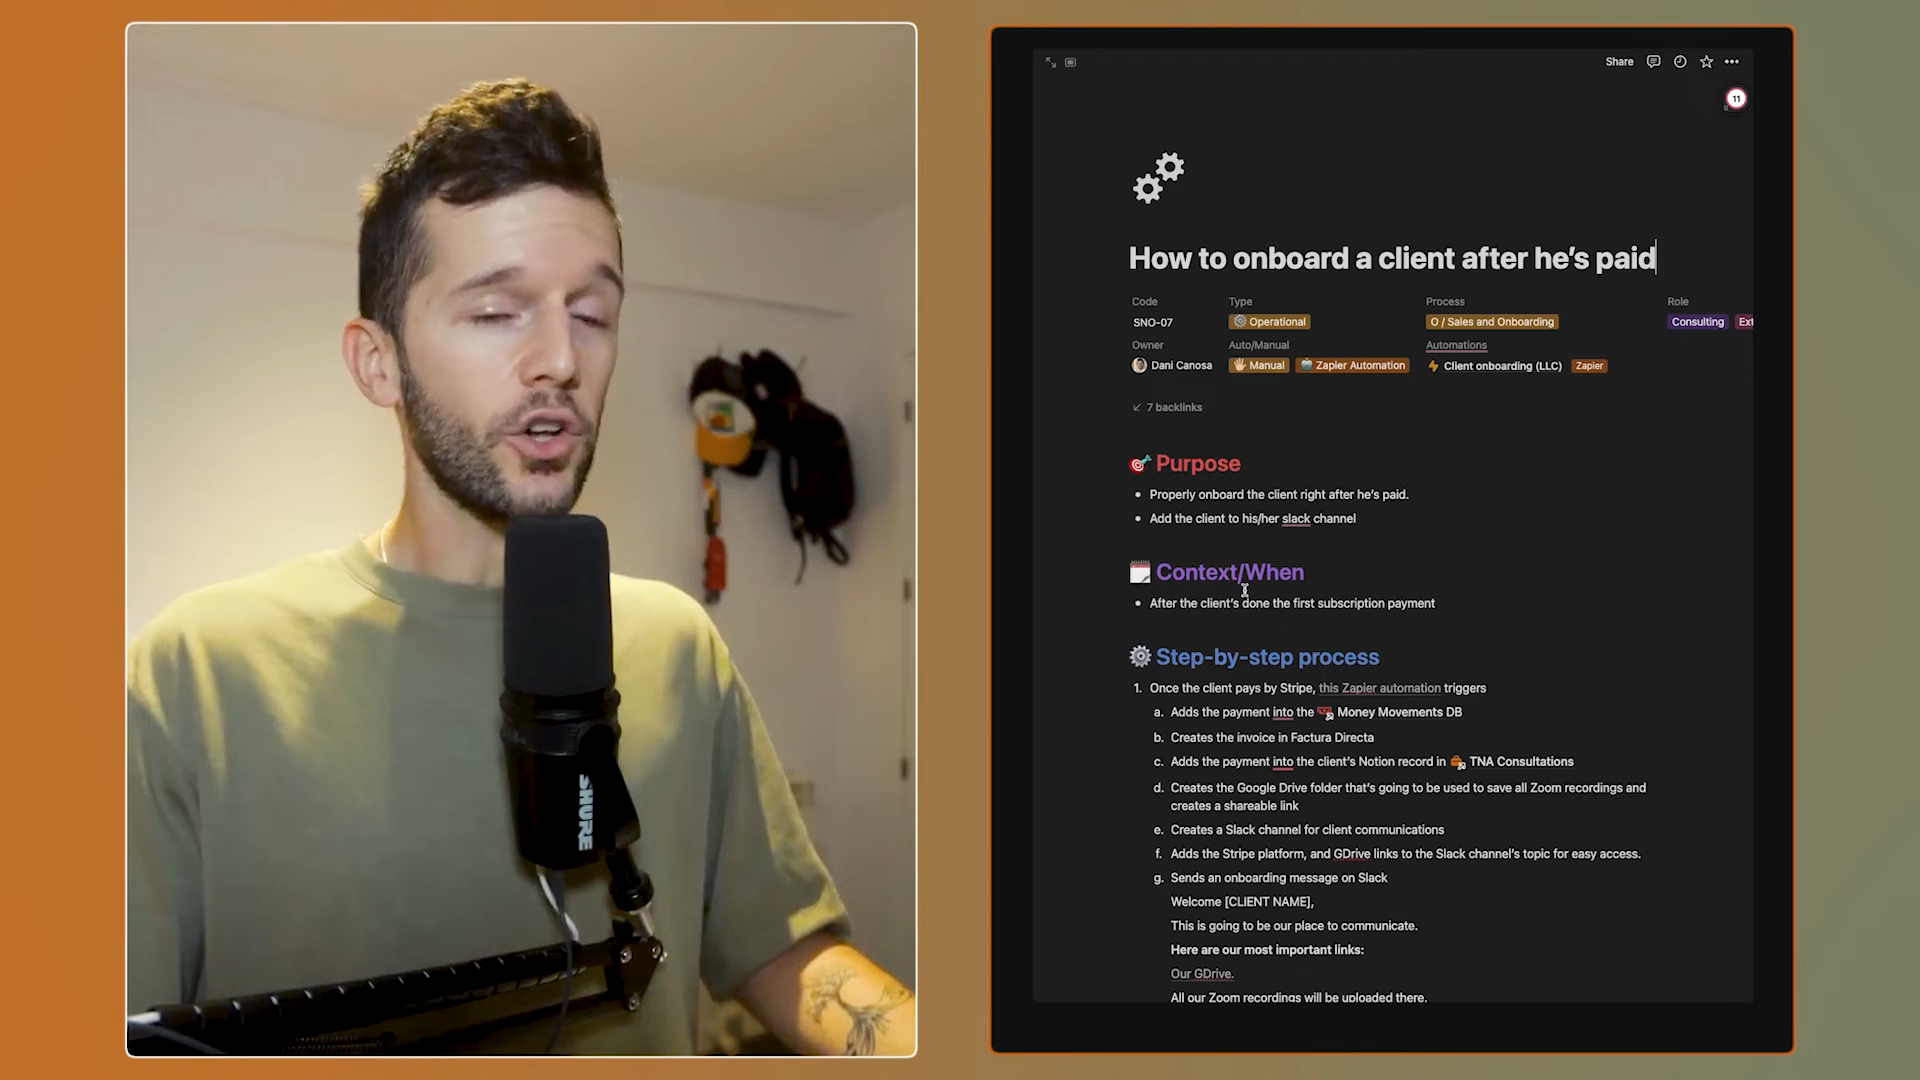 Share
11
How to onboard a client after he's paid
Code
Type
Process
Role
SNO-07
Operational
O / Sales and Onboarding
Consulting
Ext
Owner
Auto/Manual
Automations
Dani Canosa
Manual
Zapier Automation
Client onboarding (LLC)
Zapier
7 backlinks
Purpose
• Properly onboard the client right after he's paid.
• Add the client to his/her slack channel
Context/When
• After the client's done the first subscription payment
Step-by-step process
1. Once the client pays by Stripe, this Zapier automation triggers
a. Adds the payment into the Money Movements DB
b. Creates the invoice in Factura Directa
c. Adds the payment into the client's Notion record in TNA Consultations
d. Creates the Google Drive folder that's going to be used to save all Zoom recordings and
creates a shareable link
e. Creates a Slack channel for client communications
f. Adds the Stripe platform, and GDrive links to the Slack channel's topic for easy access.
g. Sends an onboarding message on Slack
Welcome [CLIENT NAME],
This is going to be our place to communicate.
Here are our most important links:
Our GDrive.
All our Zoom recordings will be uploaded there.
SHURE